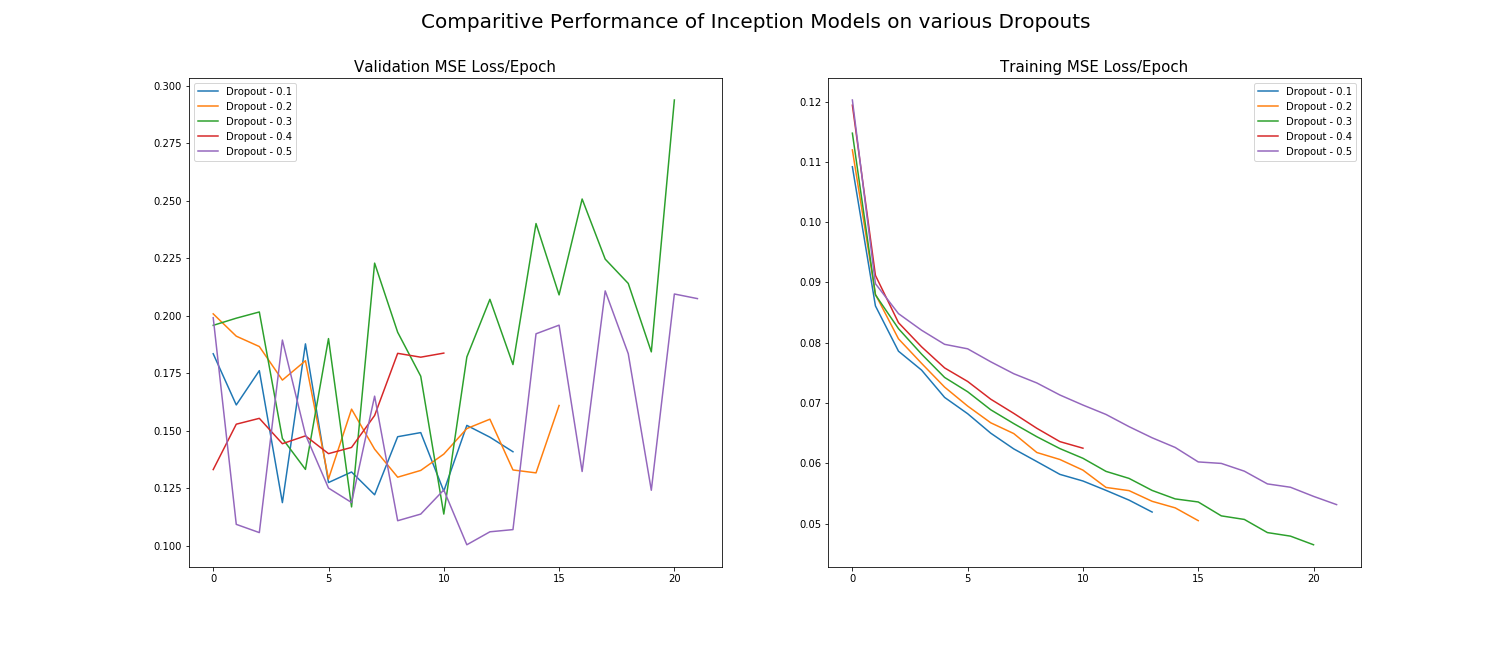 Comparitive Performance of Inception Models on various Dropouts
Validation MSE Loss/Epoch
0.300
0.275
0.250
0.225
0.200
0.175
0.150
0.125
0.100
Dropout - 0.1
Dropout - 0.2
Dropout - 0.3
Dropout - 0.4
Dropout - 0.5
0
5
10
15
20
Training MSE Loss/Epoch
0.12
0.11
0.10
0.09
0.08
0.07
0.06
0.05
Dropout - 0.1
Dropout - 0.2
Dropout - 0.3
Dropout - 0.4
Dropout - 0.5
0
5
10
15
20